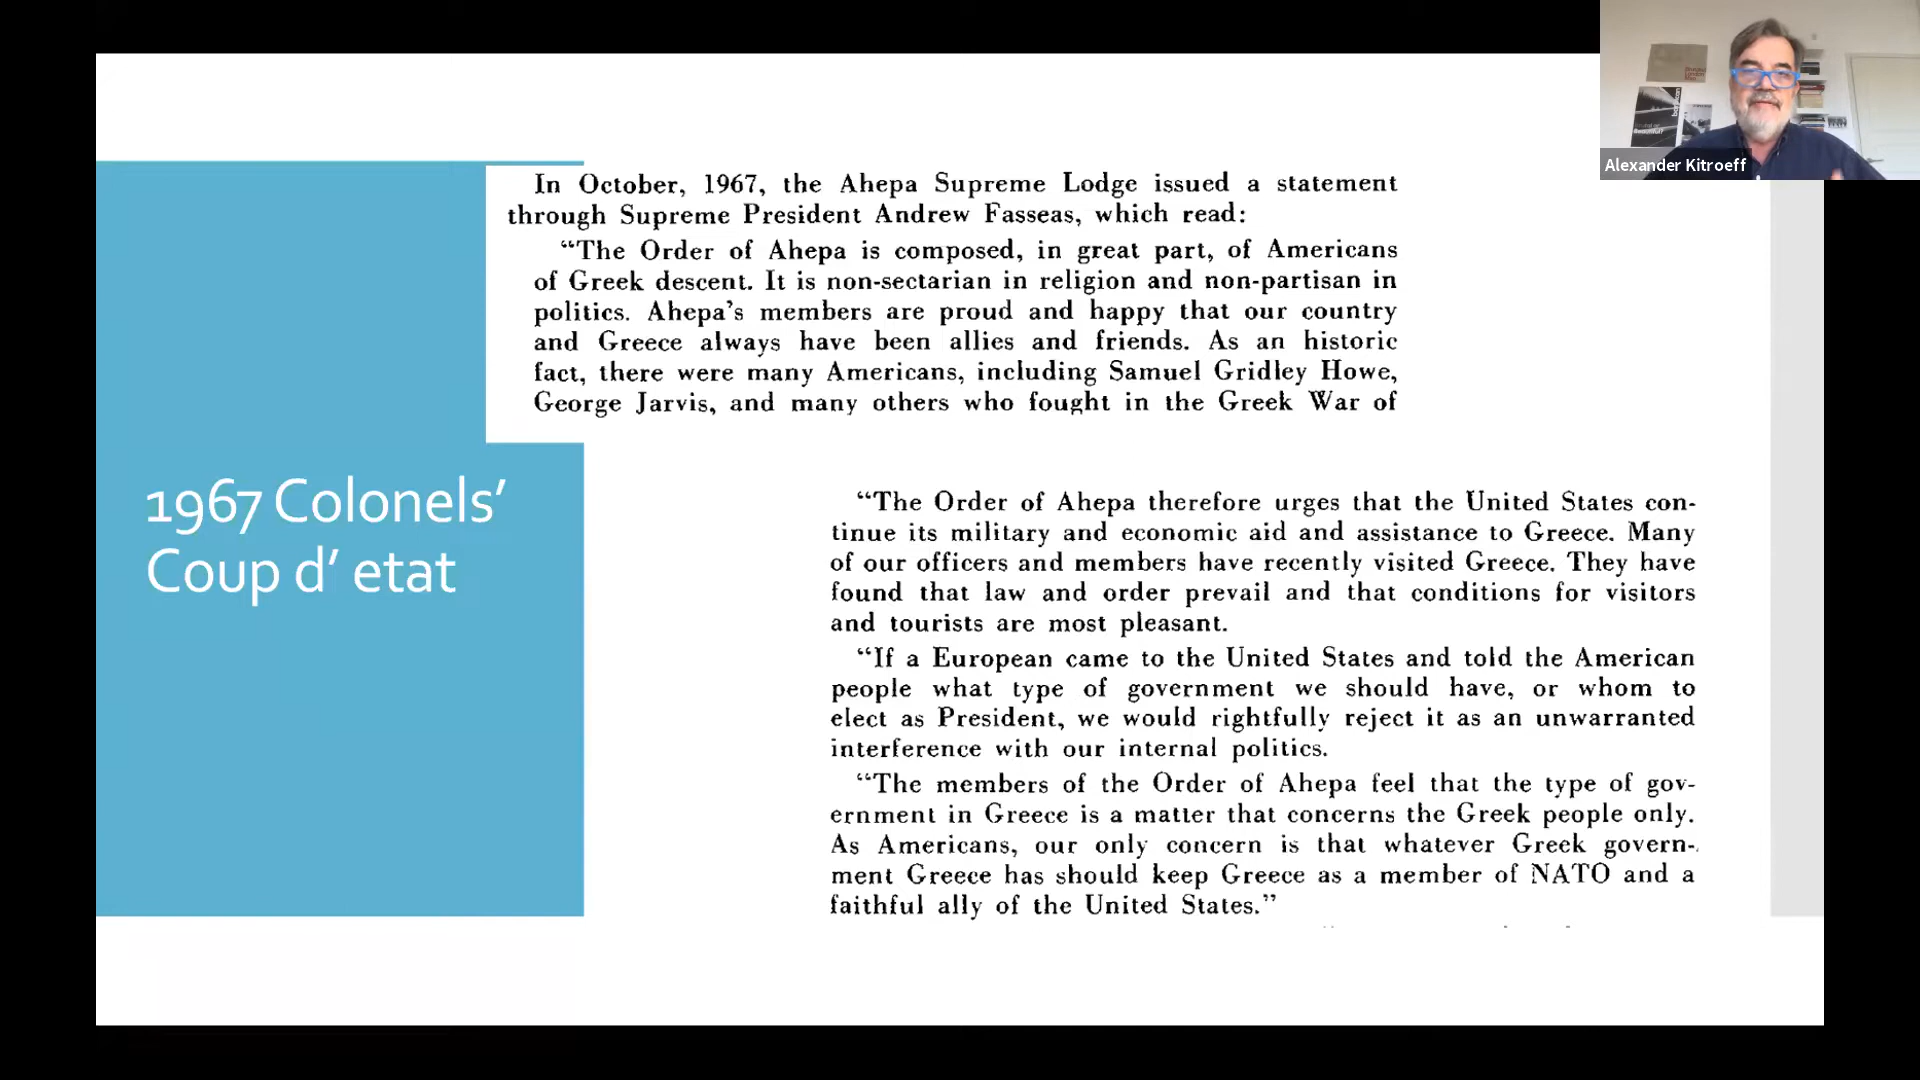 Alexander Kitroeff
1967 Colonels’
Coup d’ etat
In October, 1967, the Ahepa Supreme Lodge issued a statement
through Supreme President Andrew Fasseas, which read:
“The Order of Ahepa is composed, in great part, of Americans
of Greek descent. It is non-sectarian in religion and non-partisan in
politics. Ahepa’s members are proud and happy that our country
and Greece always have been allies and friends. As an historic
fact, there were many Americans, including Samuel Gridley Howe,
George Jarvis, and many others who fought in the Greek War of
“The Order of Ahepa therefore urges that the United States con-
tinue its military and economic aid and assistance to Greece. Many
of our officers and members have recently visited Greece. They have
found that law and order prevail and that conditions for visitors
and tourists are most pleasant.
“If a European came to the United States and told the American
people what type of government we should have, or whom to
elect as President, we would rightfully reject it as an unwarranted
interference with our internal politics.
“The members of the Order of Ahepa feel that the type of gov-
ernment in Greece is a matter that concerns the Greek people only.
As Americans, our only concern is that whatever Greek govern-
ment Greece has should keep Greece as a member of NATO and a
faithful ally of the United States.”